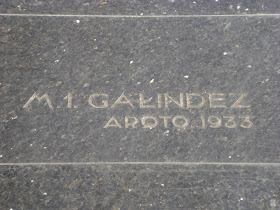 M. I. GALINDEZ
ARQTO. 1933